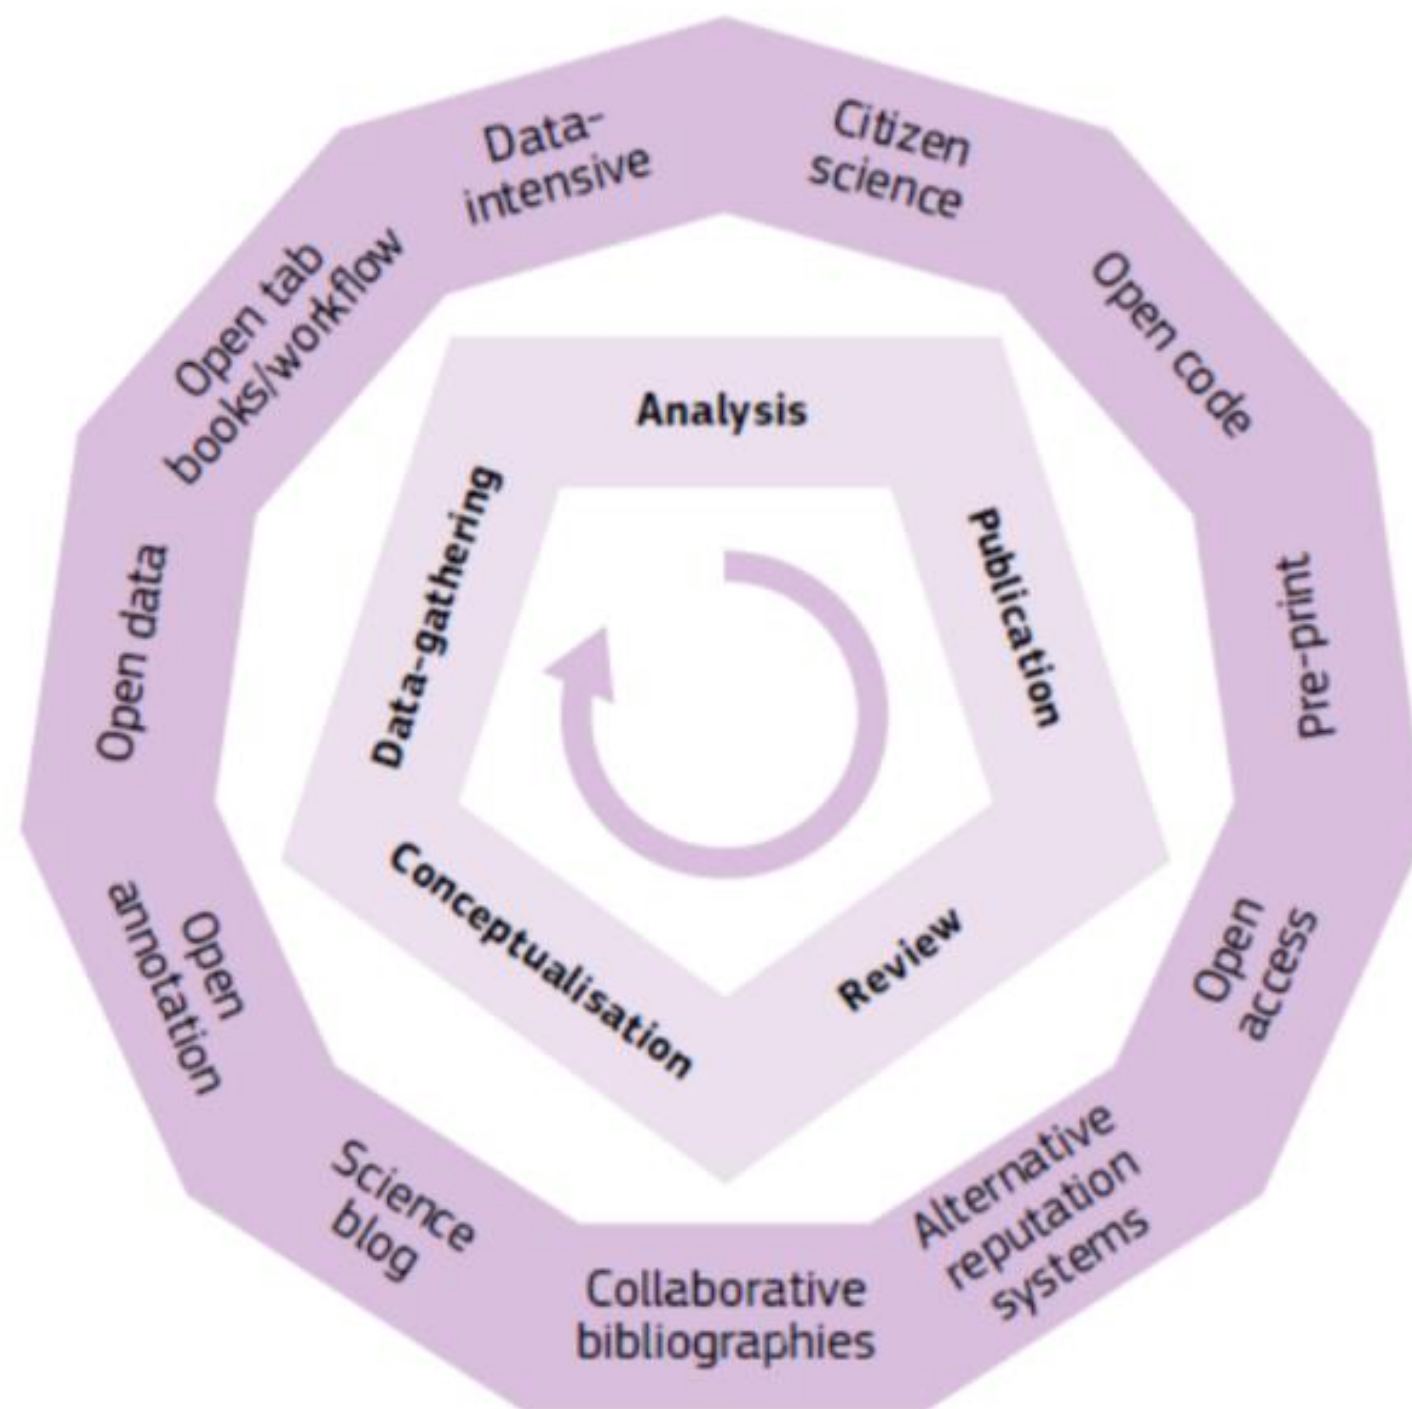 Data-
intensive
Citizen
science
Open code
Pre-print
Open
access
Alternative
reputation
systems
Collaborative
bibliographies
Science
blog
Open
annotation
Open data
Open tab
books/workflow
Analysis
Publication
Review
Conceptualisation
Data-gathering